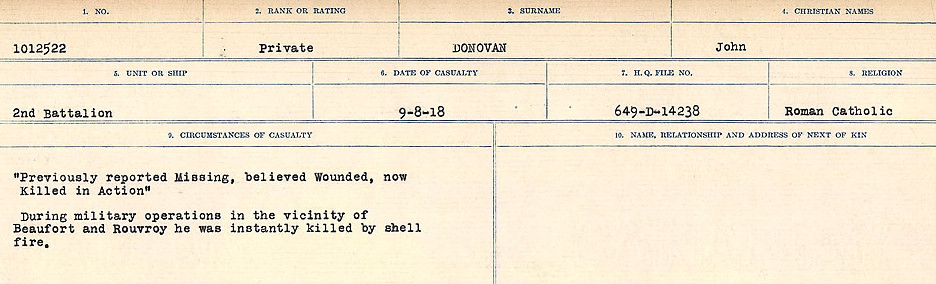 1. NO. 2. RANK OR RATING 3. SURNAME 4. CHRISTIAN NAMES
1012522 Private DONOVAN John
5. UNIT OR SHIP 6. DATE OF CASUALTY 7. H.Q. FILE NO. 8. RELIGION
2nd Battalion 9-8-18 649-D-14238 Roman Catholic
9. CIRCUMSTANCES OF CASUALTY 10. NAME, RELATIONSHIP AND ADDRESS OF NEXT OF KIN
"Previously reported Missing, believed Wounded, now
Killed in Action"
During military operations in the vicinity of
Beaufort and Rouvroy he was instantly killed by shell
fire.